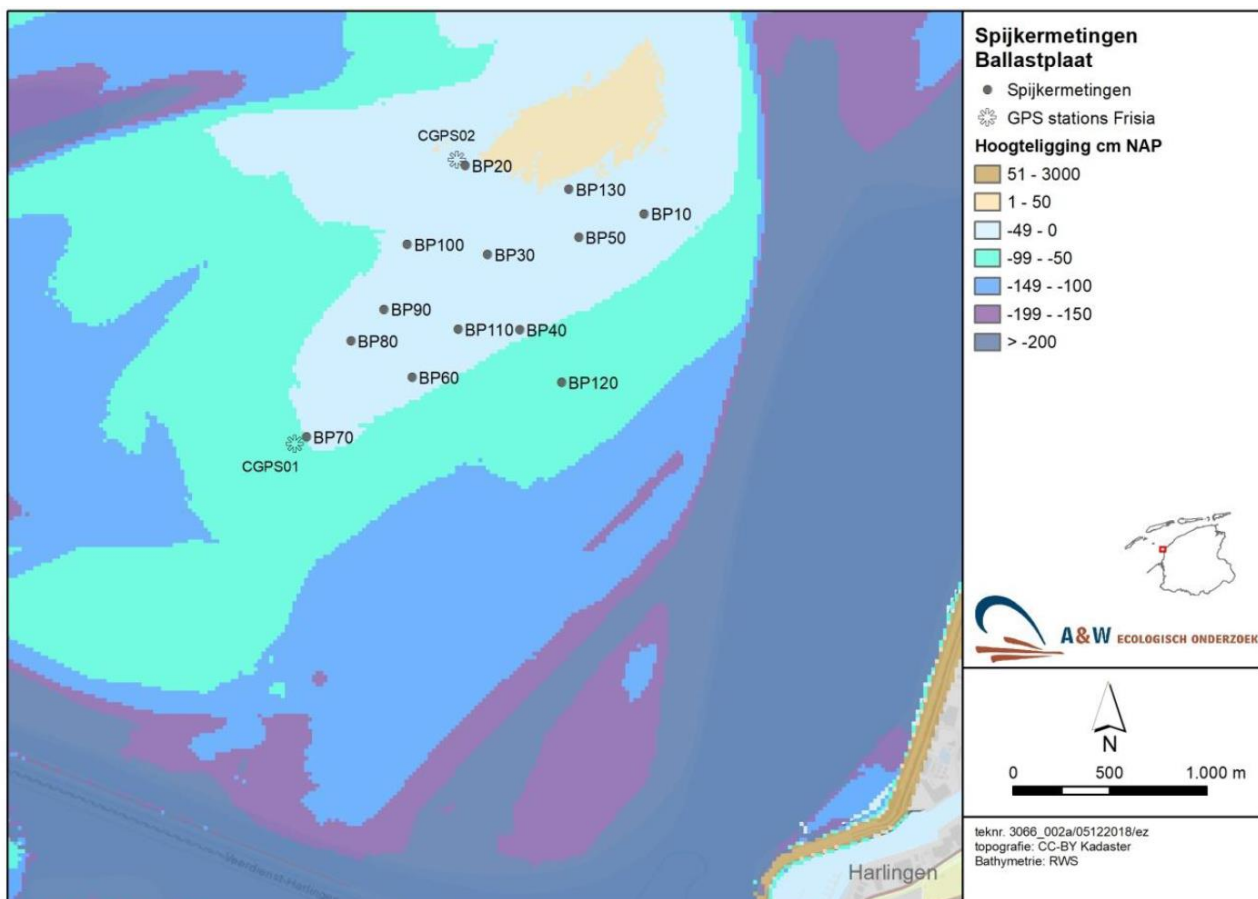 Spijkermetingen
Ballastplaat
Spijkermetingen
GPS stations Frisia
Hoogteligging cm NAP
51 - 3000
1 - 50
-49 - 0
-99 - -50
-149 - -100
-199 - -150
> -200
CGPS02
BP20
BP130
BP10
BP50
BP100
BP30
BP90
BP110
BP40
BP80
BP60
BP120
BP70
CGPS01
Veerdienst-Harlingen
Harlingen
A&W ECOLOGISCH ONDERZOEK
N
0 500 1.000 m
teknr. 3066_002a/05122018/ez
topografie: CC-BY Kadaster
Bathymetrie: RWS